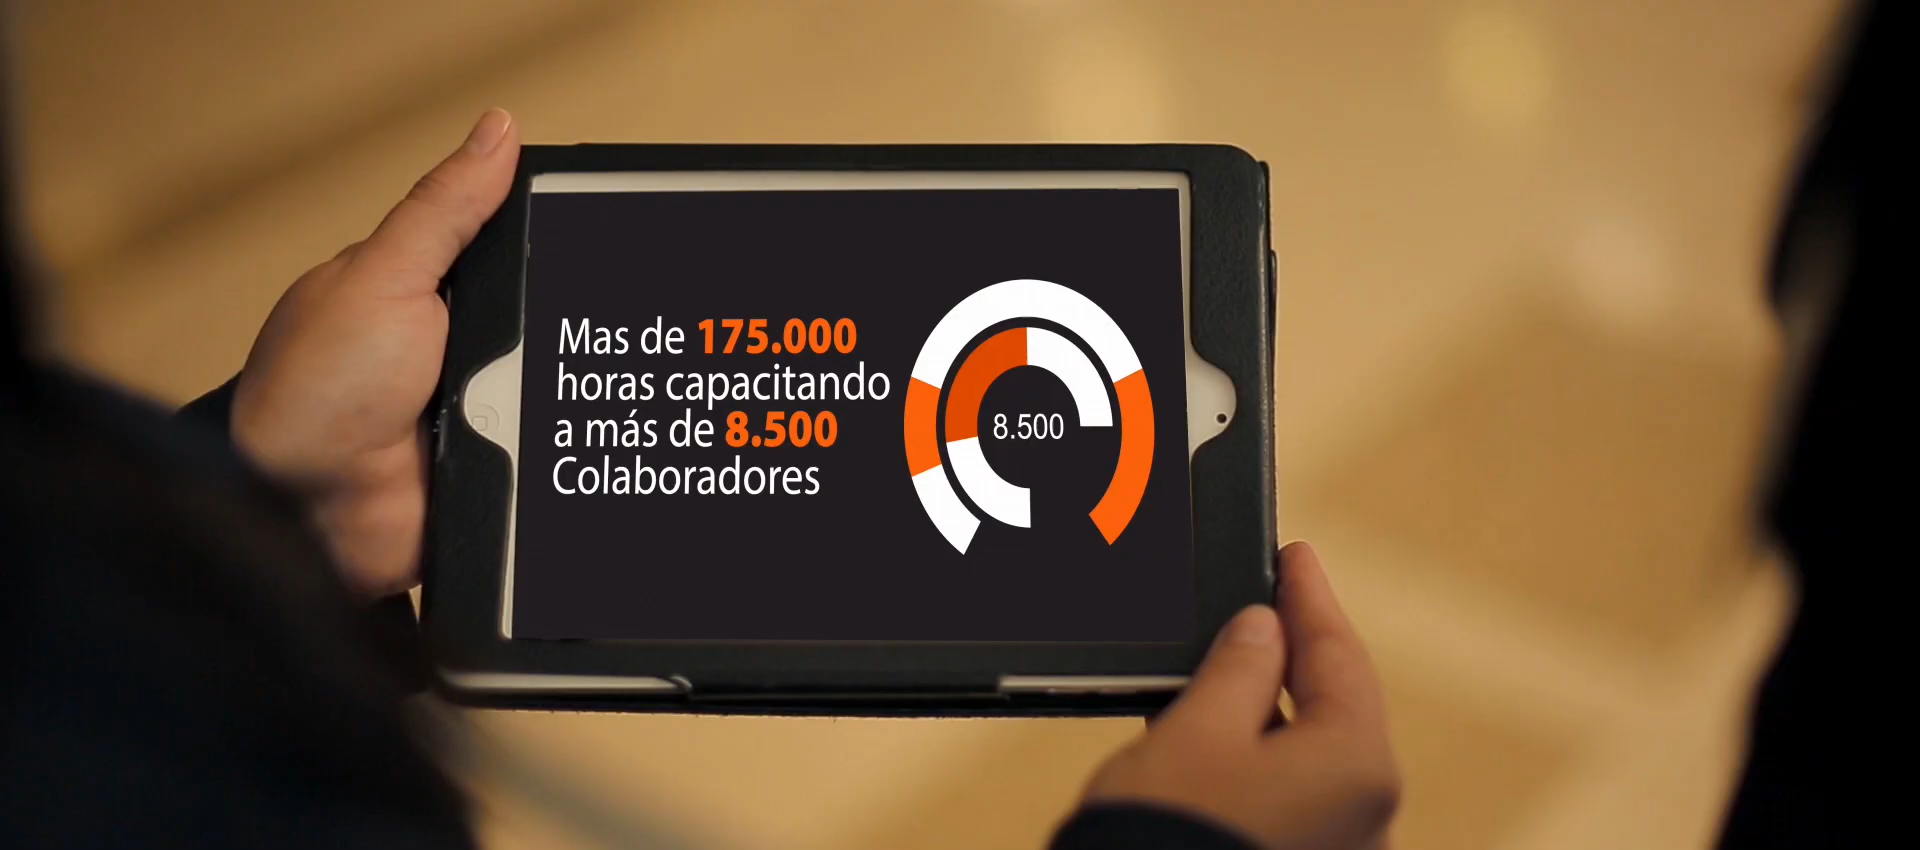 Mas de 175.000
horas capacitando
a más de 8.500
Colaboradores
8.500